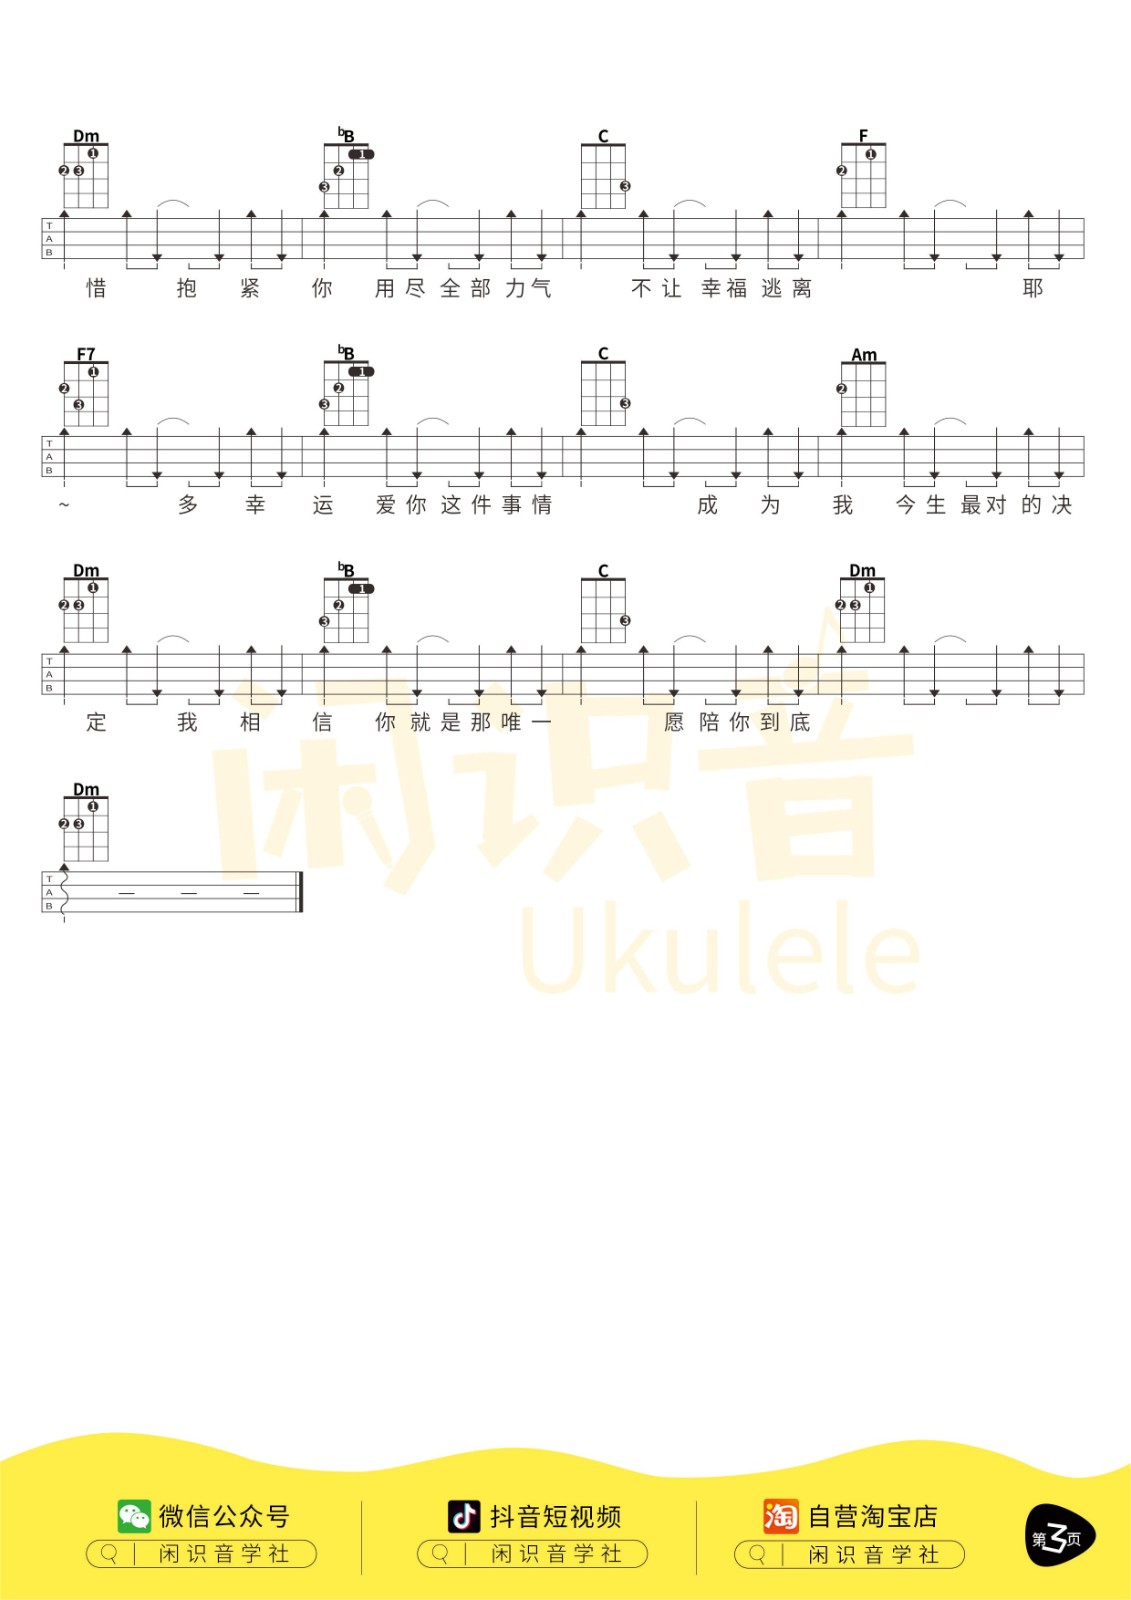 Dm ♭B C F
2 3 1 3 2 1 3 2 1
T
A
B
惜 抱 紧 你 用 尽 全 部 力 气 不 让 幸 福 逃 离 耶
F7 ♭B C Am
2 3 1 3 2 1 3 2
T
A
B
~ 多 幸 运 爱 你 这 件 事 情 成 为 我 今 生 最 对 的 决
Dm ♭B C Dm
2 3 1 3 2 1 3 2 3 1
T
A
B
定 我 相 信 你 就 是 那 唯 一 愿 陪 你 到 底
Dm
2 3 1
T
A
B
闲识音
Ukulele
微信公众号 抖音短视频 淘 自营淘宝店
闲识音学社 闲识音学社 闲识音学社
第3页